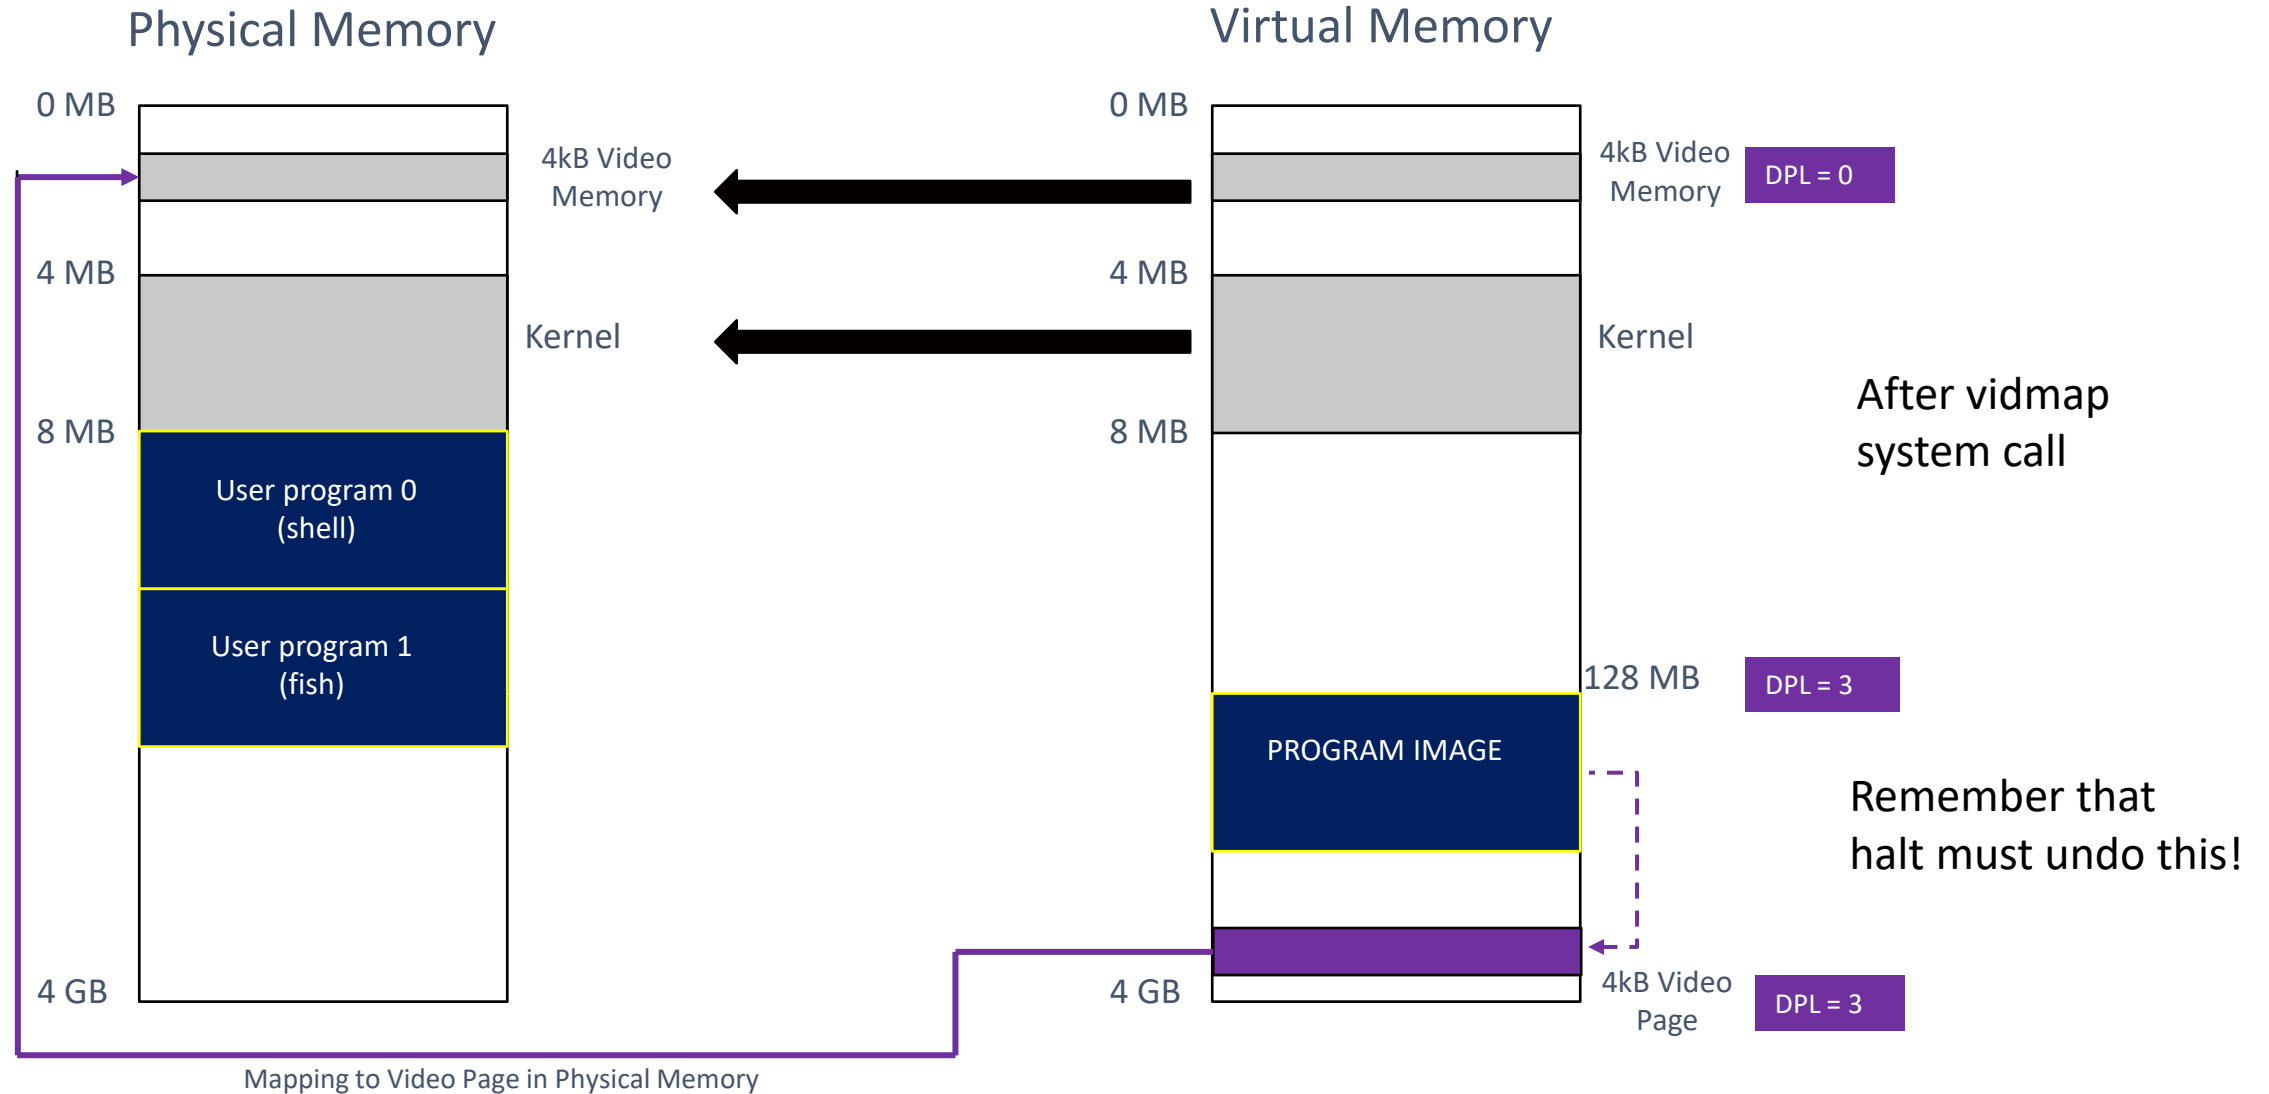 Physical Memory
Virtual Memory
0 MB
4kB Video
Memory
4 MB
Kernel
8 MB
User program 0
(shell)
User program 1
(fish)
4 GB
0 MB
4kB Video
Memory
DPL = 0
4 MB
Kernel
8 MB
After vidmap
system call
128 MB
DPL = 3
PROGRAM IMAGE
Remember that
halt must undo this!
4 GB
4kB Video
Page
DPL = 3
Mapping to Video Page in Physical Memory